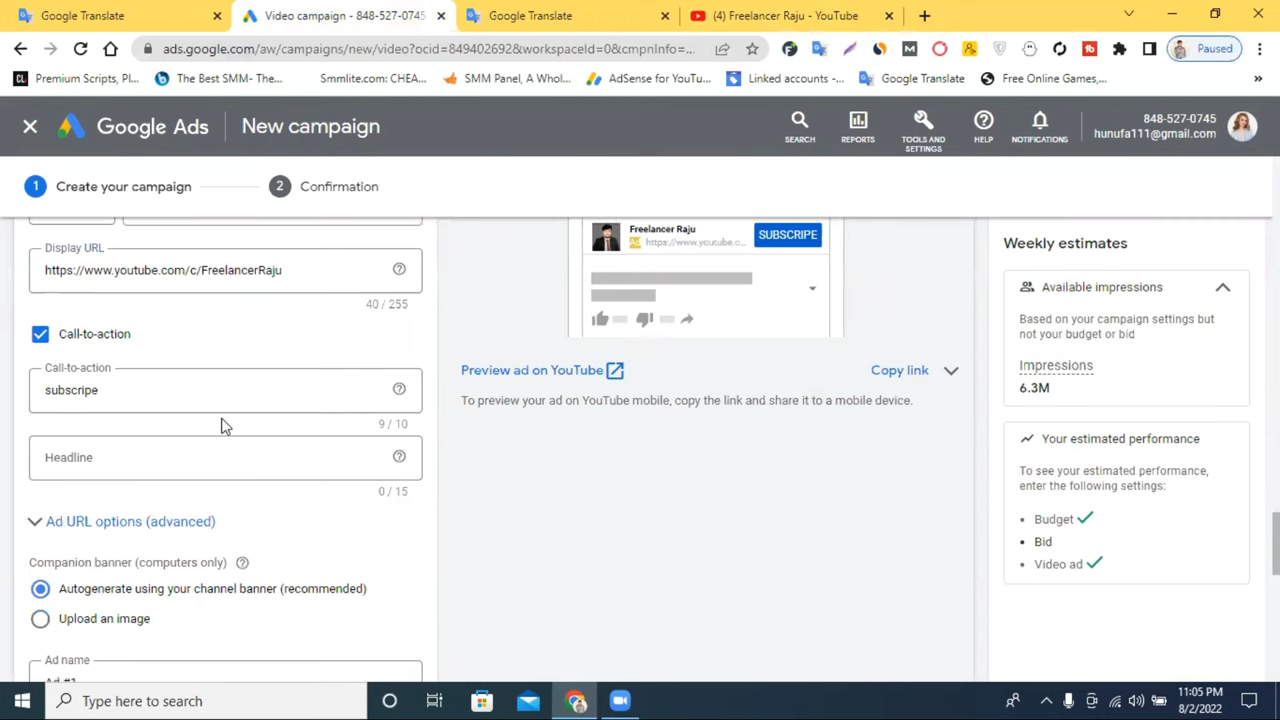 Google Translate
Video campaign - 848-527-0745
Google Translate
(4) Freelancer Raju - YouTube
ads.google.com/aw/campaigns/new/video?ocid=849402692&workspaceId=0&cmpnInfo=...
Paused
Premium Scripts, Pl...
The Best SMM- The...
Smmlite.com: CHEA...
SMM Panel, A Whol...
AdSense for YouTu...
Linked accounts -...
Google Translate
Free Online Games,...
Google Ads
New campaign
SEARCH
REPORTS
TOOLS AND
SETTINGS
HELP
NOTIFICATIONS
848-527-0745
hunufa111@gmail.com
1 Create your campaign
2 Confirmation
Display URL
https://www.youtube.com/c/FreelancerRaju
40 / 255
Call-to-action
Call-to-action
subscripe
9 / 10
Headline
0 / 15
Ad URL options (advanced)
Companion banner (computers only)
Autogenerate using your channel banner (recommended)
Upload an image
Ad name
Ad #1
Freelancer Raju
Ad https://www.youtube.c...
SUBSCRIPE
Preview ad on YouTube
Copy link
To preview your ad on YouTube mobile, copy the link and share it to a mobile device.
Weekly estimates
Available impressions
Based on your campaign settings but
not your budget or bid
Impressions
6.3M
Your estimated performance
To see your estimated performance,
enter the following settings:
Budget
Bid
Video ad
Type here to search
11:05 PM
8/2/2022